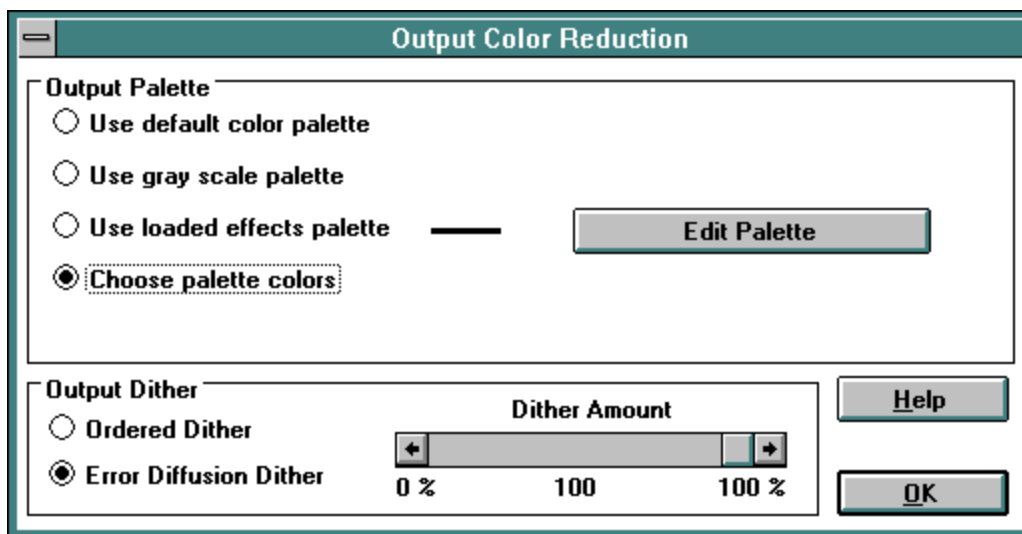 Output Color Reduction
Output Palette
Use default color palette
Use gray scale palette
Use loaded effects palette
Edit Palette
Choose palette colors
Output Dither
Ordered Dither
Error Diffusion Dither
Dither Amount
0 % 100 100 %
Help
OK